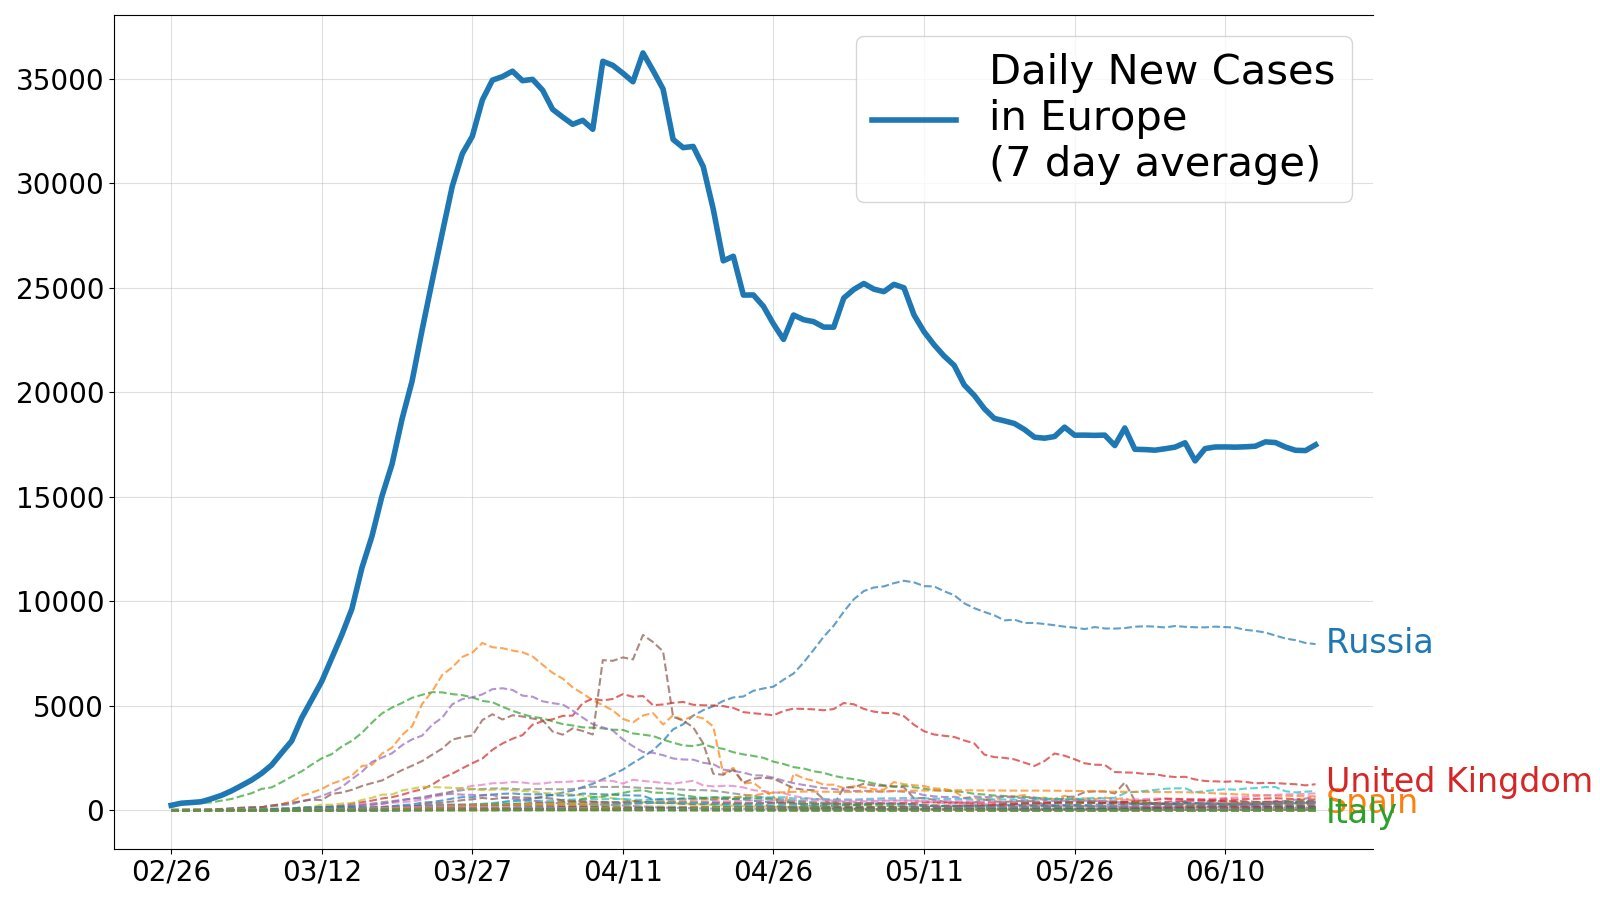 Daily New Cases
in Europe
(7 day average)
35000
30000
25000
20000
15000
10000
5000
0
Russia
United Kingdom
Spain
Italy
02/26
03/12
03/27
04/11
04/26
05/11
05/26
06/10